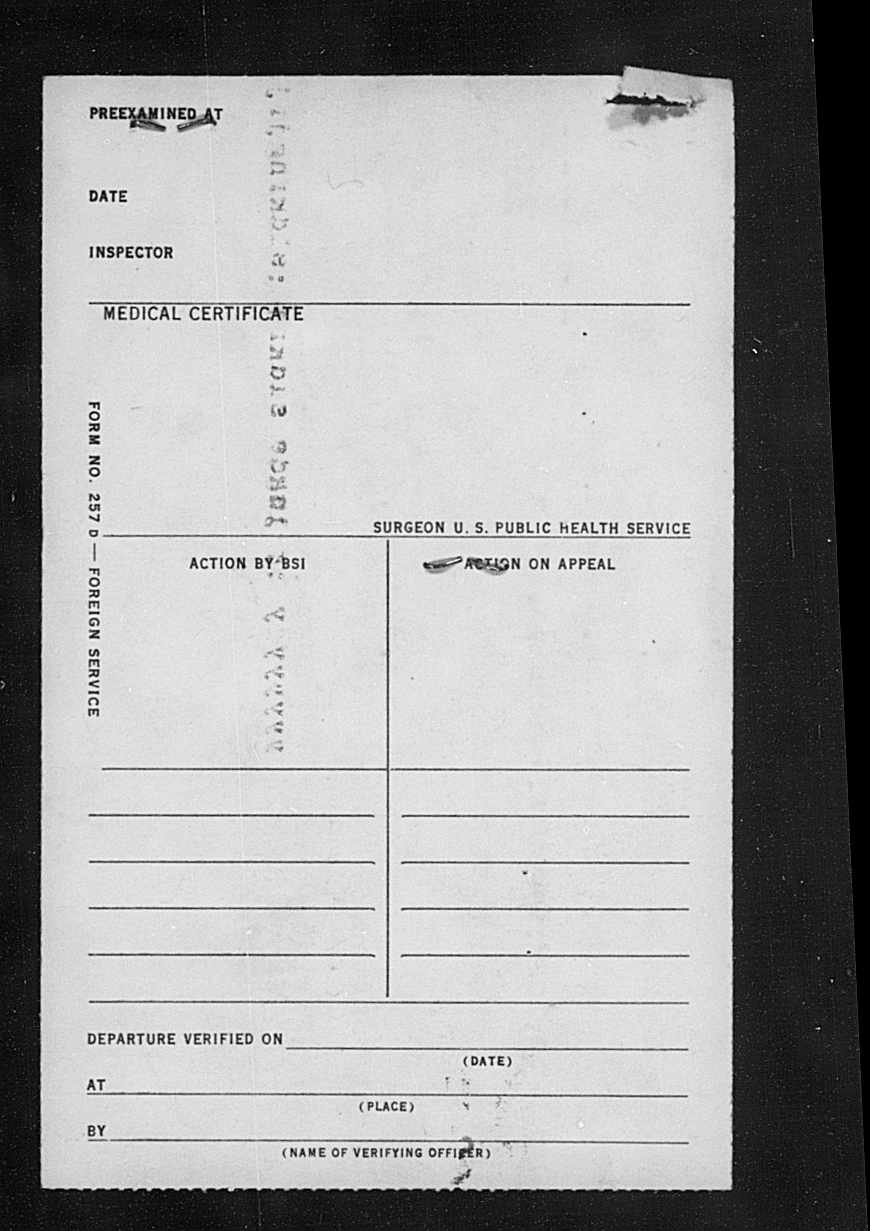 PREEXAMINED AT
DATE
INSPECTOR
MEDICAL CERTIFICATE
SURGEON U. S. PUBLIC HEALTH SERVICE
FORM NO. 257 D — FOREIGN SERVICE
ACTION BY BSI
ACTION ON APPEAL
DEPARTURE VERIFIED ON
(DATE)
AT
(PLACE)
BY
(NAME OF VERIFYING OFFICER)